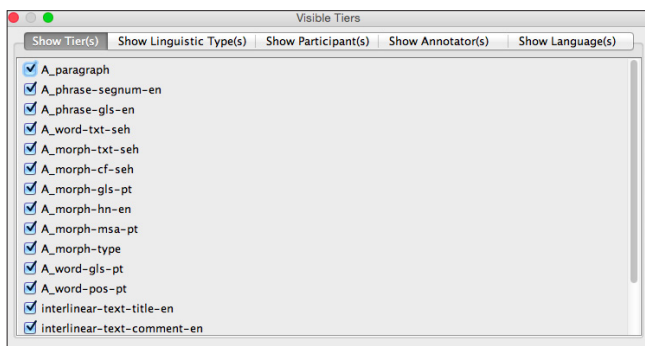 Visible Tiers
Show Tier(s) Show Linguistic Type(s) Show Participant(s) Show Annotator(s) Show Language(s)
A_paragraph
A_phrase-segnum-en
A_phrase-gls-en
A_word-txt-seh
A_morph-txt-seh
A_morph-cf-seh
A_morph-gls-pt
A_morph-hn-en
A_morph-msa-pt
A_morph-type
A_word-gls-pt
A_word-pos-pt
interlinear-text-title-en
interlinear-text-comment-en